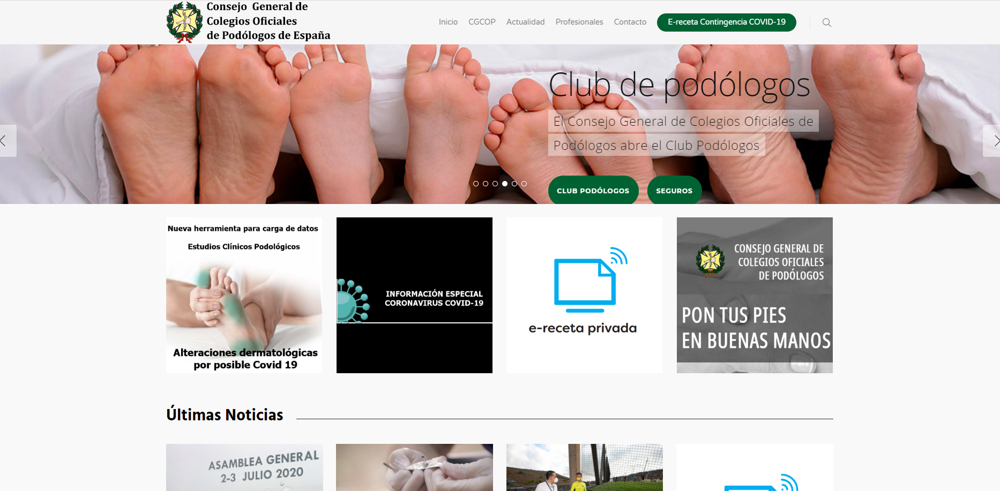 Consejo General de
Colegios Oficiales
de Podólogos de España
Inicio CGCOP Actualidad Profesionales Contacto E-receta Contingencia COVID-19
Club de podólogos
El Consejo General de Colegios Oficiales de
Podólogos abre el Club Podólogos
CLUB PODÓLOGOS SEGUROS
Nueva herramienta para carga de datos
Estudios Clínicos Podológicos
Alteraciones dermatológicas
por posible Covid 19
INFORMACIÓN ESPECIAL
CORONAVIRUS COVID-19
e-receta privada
CONSEJO GENERAL DE
COLEGIOS OFICIALES
DE PODÓLOGOS
PON TUS PIES
EN BUENAS MANOS
Últimas Noticias
ASAMBLEA GENERAL
2-3 JULIO 2020